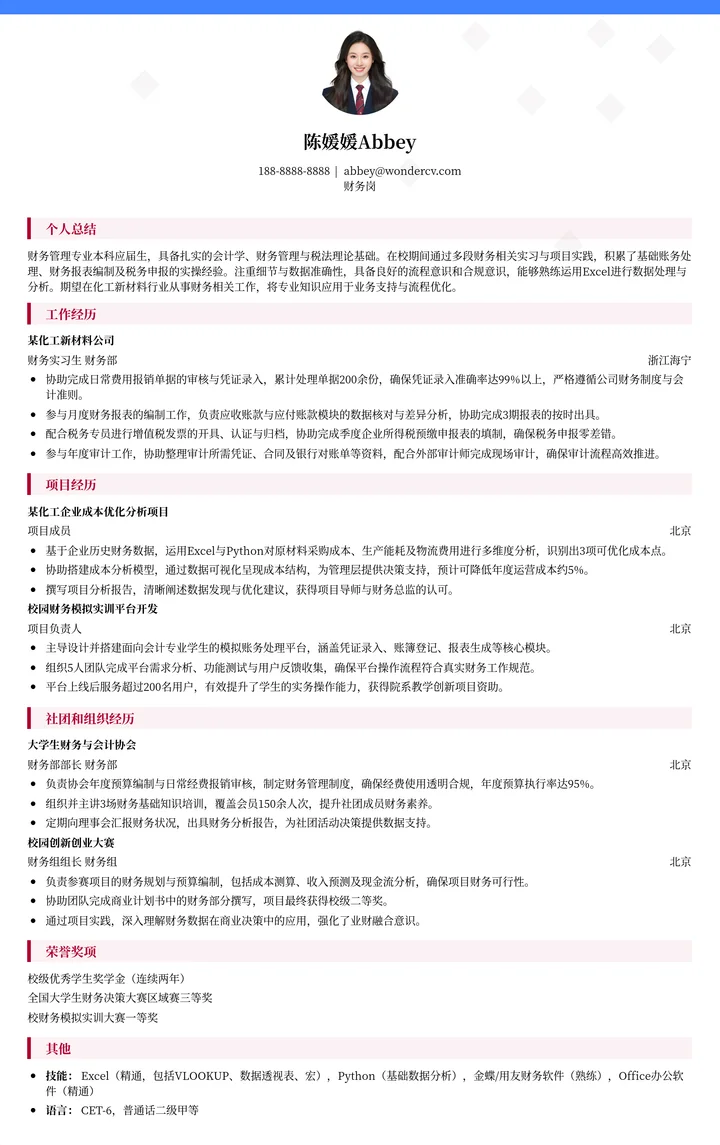 陈媛媛Abbey
188-8888-8888 | abbey@wondercv.com
财务岗
个人总结
财务管理专业本科应届生，具备扎实的会计学、财务管理与税法理论基础。在校期间通过多段财务相关实习与项目实践，积累了基础账务处
理、财务报表编制及税务申报的实操经验。注重细节与数据准确性，具备良好的流程意识和合规意识，能够熟练运用Excel进行数据处理与
分析。期望在化工新材料行业从事财务相关工作，将专业知识应用于业务支持与流程优化。
工作经历
某化工新材料公司
财务实习生 财务部 浙江海宁
• 协助完成日常费用报销单据的审核与凭证录入，累计处理单据200余份，确保凭证录入准确率达99%以上，严格遵循公司财务制度与会
计准则。
• 参与月度财务报表的编制工作，负责应收账款与应付账款模块的数据核对与差异分析，协助完成3期报表的按时出具。
• 配合税务专员进行增值税发票的开具、认证与归档，协助完成季度企业所得税预缴申报表的填制，确保税务申报零差错。
• 参与年度审计工作，协助整理审计所需凭证、合同及银行对账单等资料，配合外部审计师完成现场审计，确保审计流程高效推进。
项目经历
某化工企业成本优化分析项目
项目成员 北京
• 基于企业历史财务数据，运用Excel与Python对原材料采购成本、生产能耗及物流费用进行多维度分析，识别出3项可优化成本点。
• 协助搭建成本分析模型，通过数据可视化呈现成本结构，为管理层提供决策支持，预计可降低年度运营成本约5%。
• 撰写项目分析报告，清晰阐述数据发现与优化建议，获得项目导师与财务总监的认可。
校园财务模拟实训平台开发
项目负责人 北京
• 主导设计并搭建面向会计专业学生的模拟账务处理平台，涵盖凭证录入、账簿登记、报表生成等核心模块。
• 组织5人团队完成平台需求分析、功能测试与用户反馈收集，确保平台操作流程符合真实财务工作规范。
• 平台上线后服务超过200名用户，有效提升了学生的实务操作能力，获得院系教学创新项目资助。
社团和组织经历
大学生财务与会计协会
财务部部长 财务部 北京
• 负责协会年度预算编制与日常经费报销审核，制定财务管理制度，确保经费使用透明合规，年度预算执行率达95%。
• 组织并主讲3场财务基础知识培训，覆盖会员150余人次，提升社团成员财务素养。
• 定期向理事会汇报财务状况，出具财务分析报告，为社团活动决策提供数据支持。
校园创新创业大赛
财务组组长 财务组 北京
• 负责参赛项目的财务规划与预算编制，包括成本测算、收入预测及现金流分析，确保项目财务可行性。
• 协助团队完成商业计划书中的财务部分撰写，项目最终获得校级二等奖。
• 通过项目实践，深入理解财务数据在商业决策中的应用，强化了业财融合意识。
荣誉奖项
校级优秀学生奖学金（连续两年）
全国大学生财务决策大赛区域赛三等奖
校财务模拟实训大赛一等奖
其他
• 技能： Excel（精通，包括VLOOKUP、数据透视表、宏），Python（基础数据分析），金蝶/用友财务软件（熟练），Office办公软
件（精通）
• 语言： CET-6，普通话二级甲等